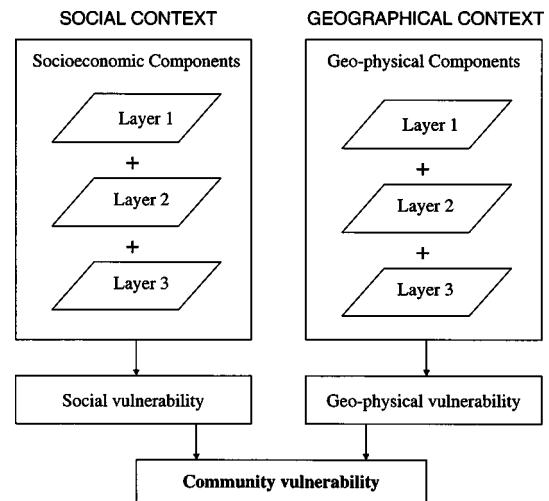 SOCIAL CONTEXT
Socioeconomic Components
Layer 1
+
Layer 2
+
Layer 3
Social vulnerability
GEOGRAPHICAL CONTEXT
Geo-physical Components
Layer 1
+
Layer 2
+
Layer 3
Geo-physical vulnerability
Community vulnerability